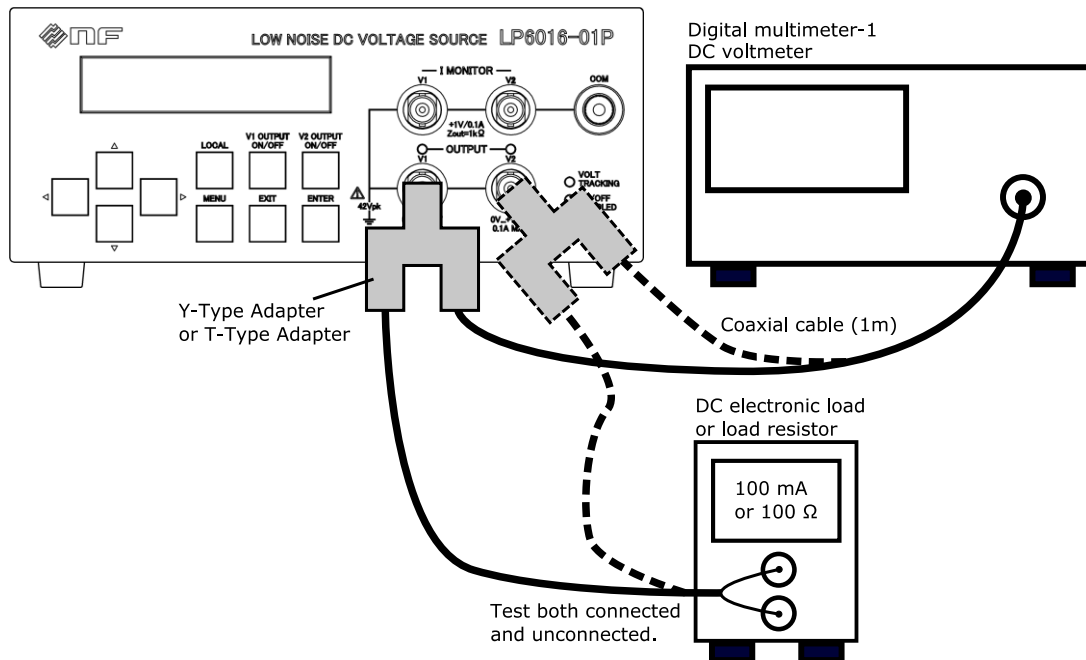 NF
LOW NOISE DC VOLTAGE SOURCE LP6016-01P
I MONITOR
V1
V2
COM
+1V/0.1A
Zout=1kΩ
LOCAL
V1 OUTPUT
ON/OFF
V2 OUTPUT
ON/OFF
OUTPUT
V1
V2
VOLT
TRACKING
MENU
EXIT
ENTER
42Vpk
0.1A
Digital multimeter-1
DC voltmeter
Y-Type Adapter
or T-Type Adapter
Coaxial cable (1m)
DC electronic load
or load resistor
100 mA
or 100 Ω
Test both connected
and unconnected.